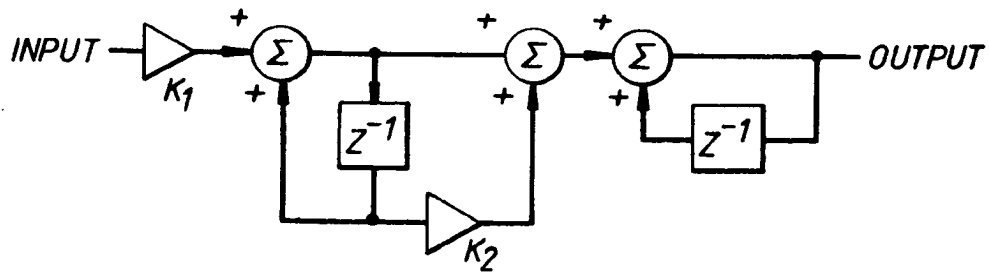 INPUT
K₁
+
Σ
+
Z⁻¹
K₂
+
Σ
+
+
Σ
+
Z⁻¹
OUTPUT